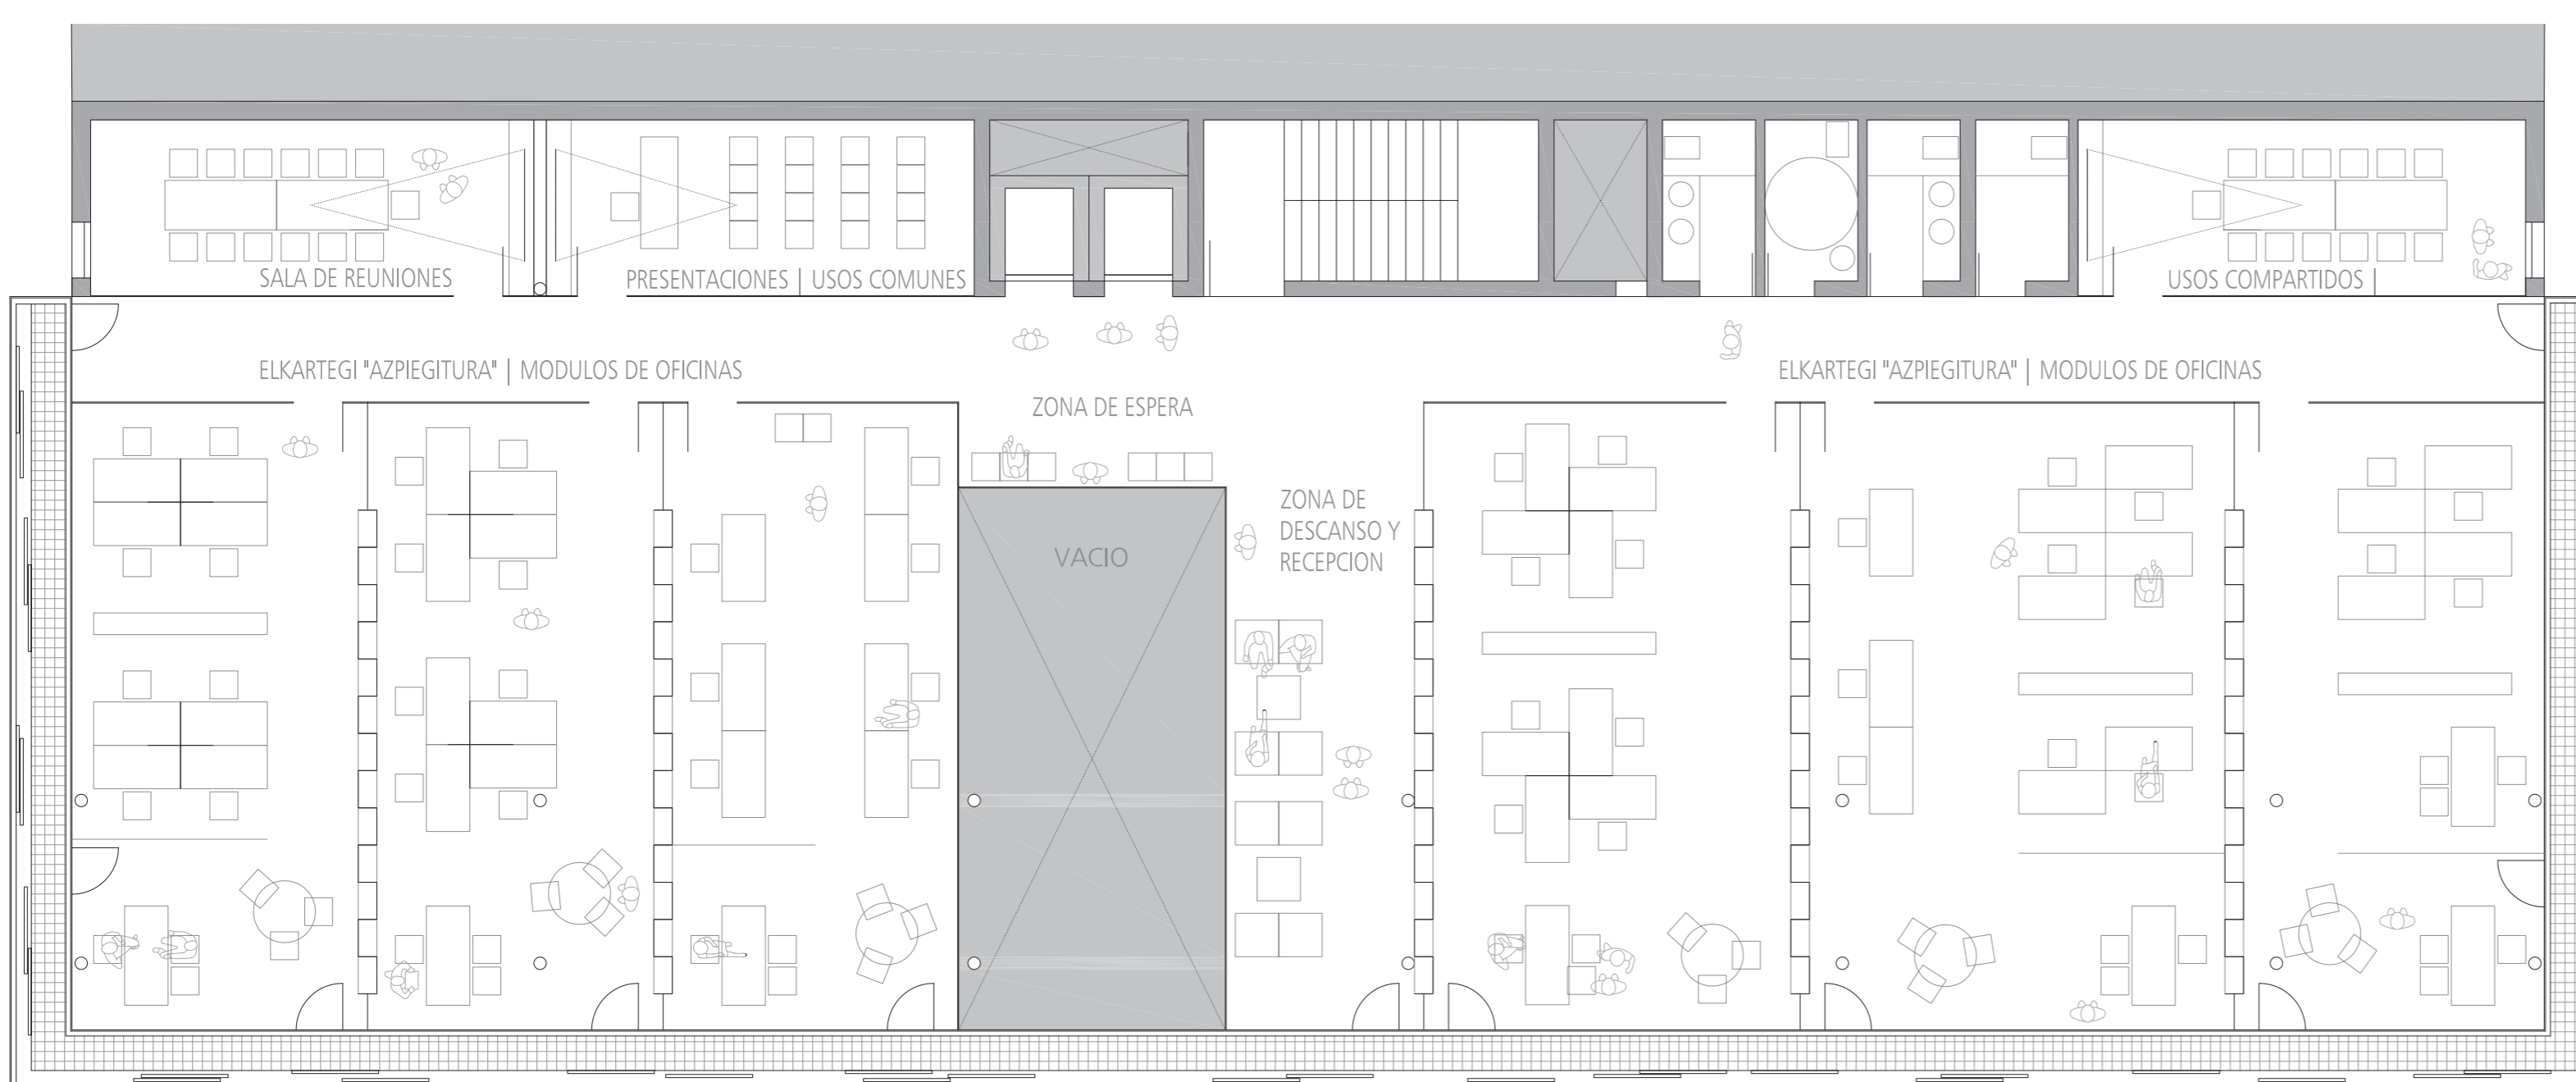 SALA DE REUNIONES
PRESENTACIONES | USOS COMUNES
USOS COMPARTIDOS |
ELKARTEGI "AZPIEGITURA" | MODULOS DE OFICINAS
ELKARTEGI "AZPIEGITURA" | MODULOS DE OFICINAS
ZONA DE ESPERA
ZONA DE
DESCANSO Y
RECEPCION
VACIO